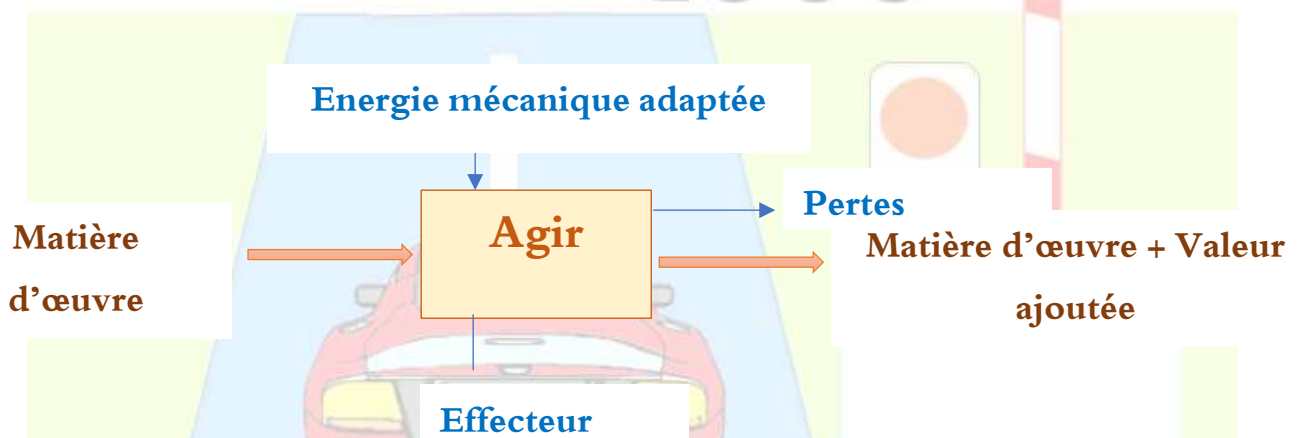 Energie mécanique adaptée
Pertes
Agir
Matière
d'œuvre
Matière d'œuvre + Valeur
ajoutée
Effecteur